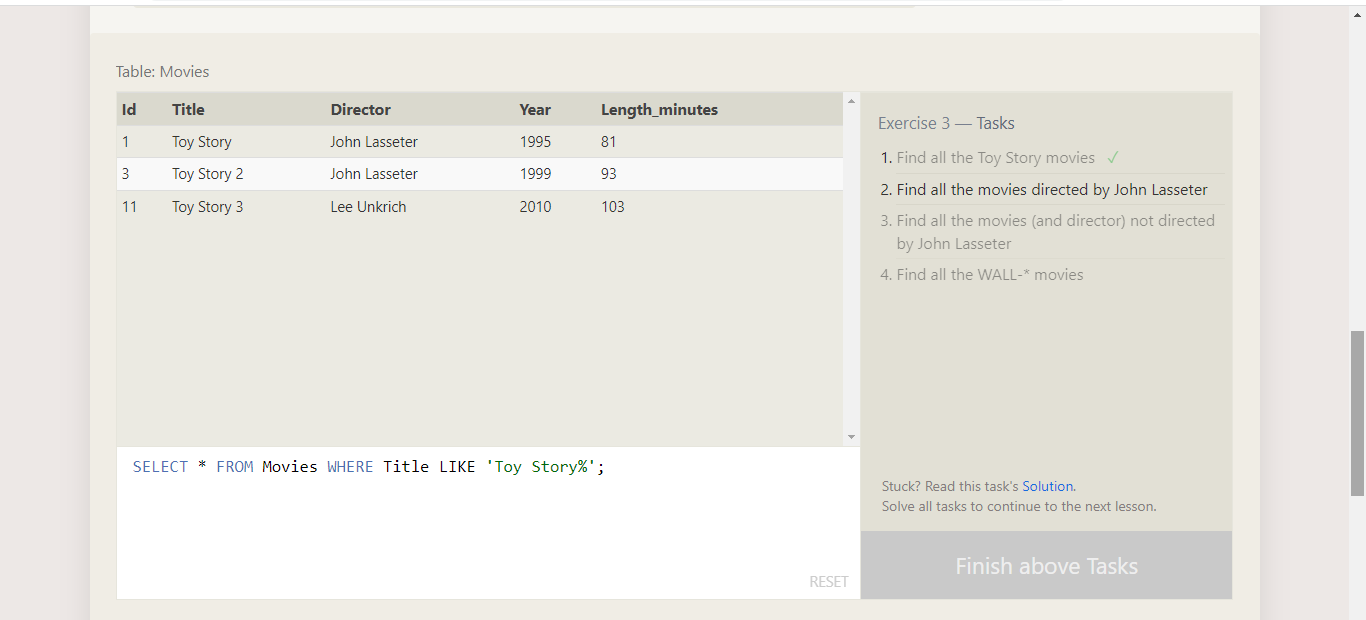 Table: Movies
Id Title Director Year Length_minutes
1 Toy Story John Lasseter 1995 81
3 Toy Story 2 John Lasseter 1999 93
11 Toy Story 3 Lee Unkrich 2010 103
SELECT * FROM Movies WHERE Title LIKE 'Toy Story%';
RESET
Exercise 3 — Tasks
1. Find all the Toy Story movies ✓
2. Find all the movies directed by John Lasseter
3. Find all the movies (and director) not directed
by John Lasseter
4. Find all the WALL-* movies
Stuck? Read this task's Solution.
Solve all tasks to continue to the next lesson.
Finish above Tasks